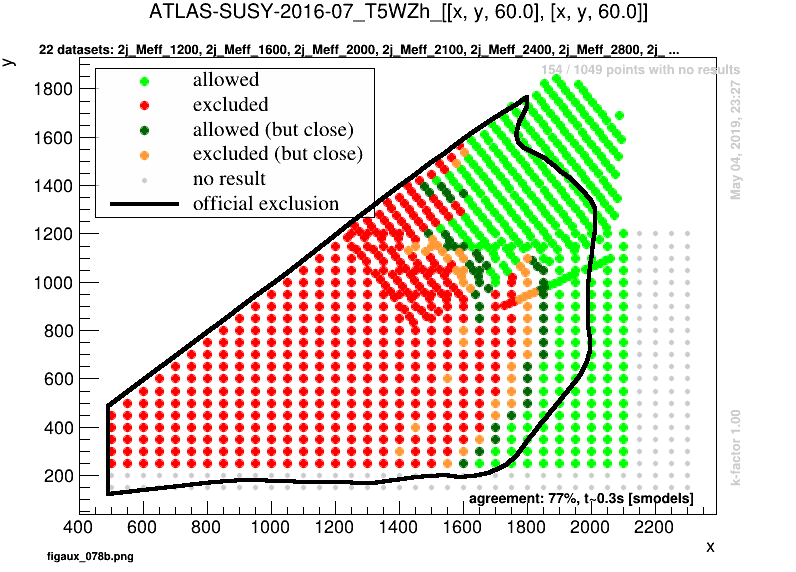 ATLAS-SUSY-2016-07_T5WZh_[[x, y, 60.0], [x, y, 60.0]]
22 datasets: 2j_Meff_1200, 2j_Meff_1600, 2j_Meff_2000, 2j_Meff_2100, 2j_Meff_2400, 2j_Meff_2800, 2j_ ...
y
154 / 1049 points with no results
allowed
excluded
allowed (but close)
excluded (but close)
no result
official exclusion
1800
1600
1400
1200
1000
800
600
400
200
May 04, 2019, 23:27
k-factor 1.00
agreement: 77%, t~0.3s [smodels]
400 600 800 1000 1200 1400 1600 1800 2000 2200
x
figaux_078b.png